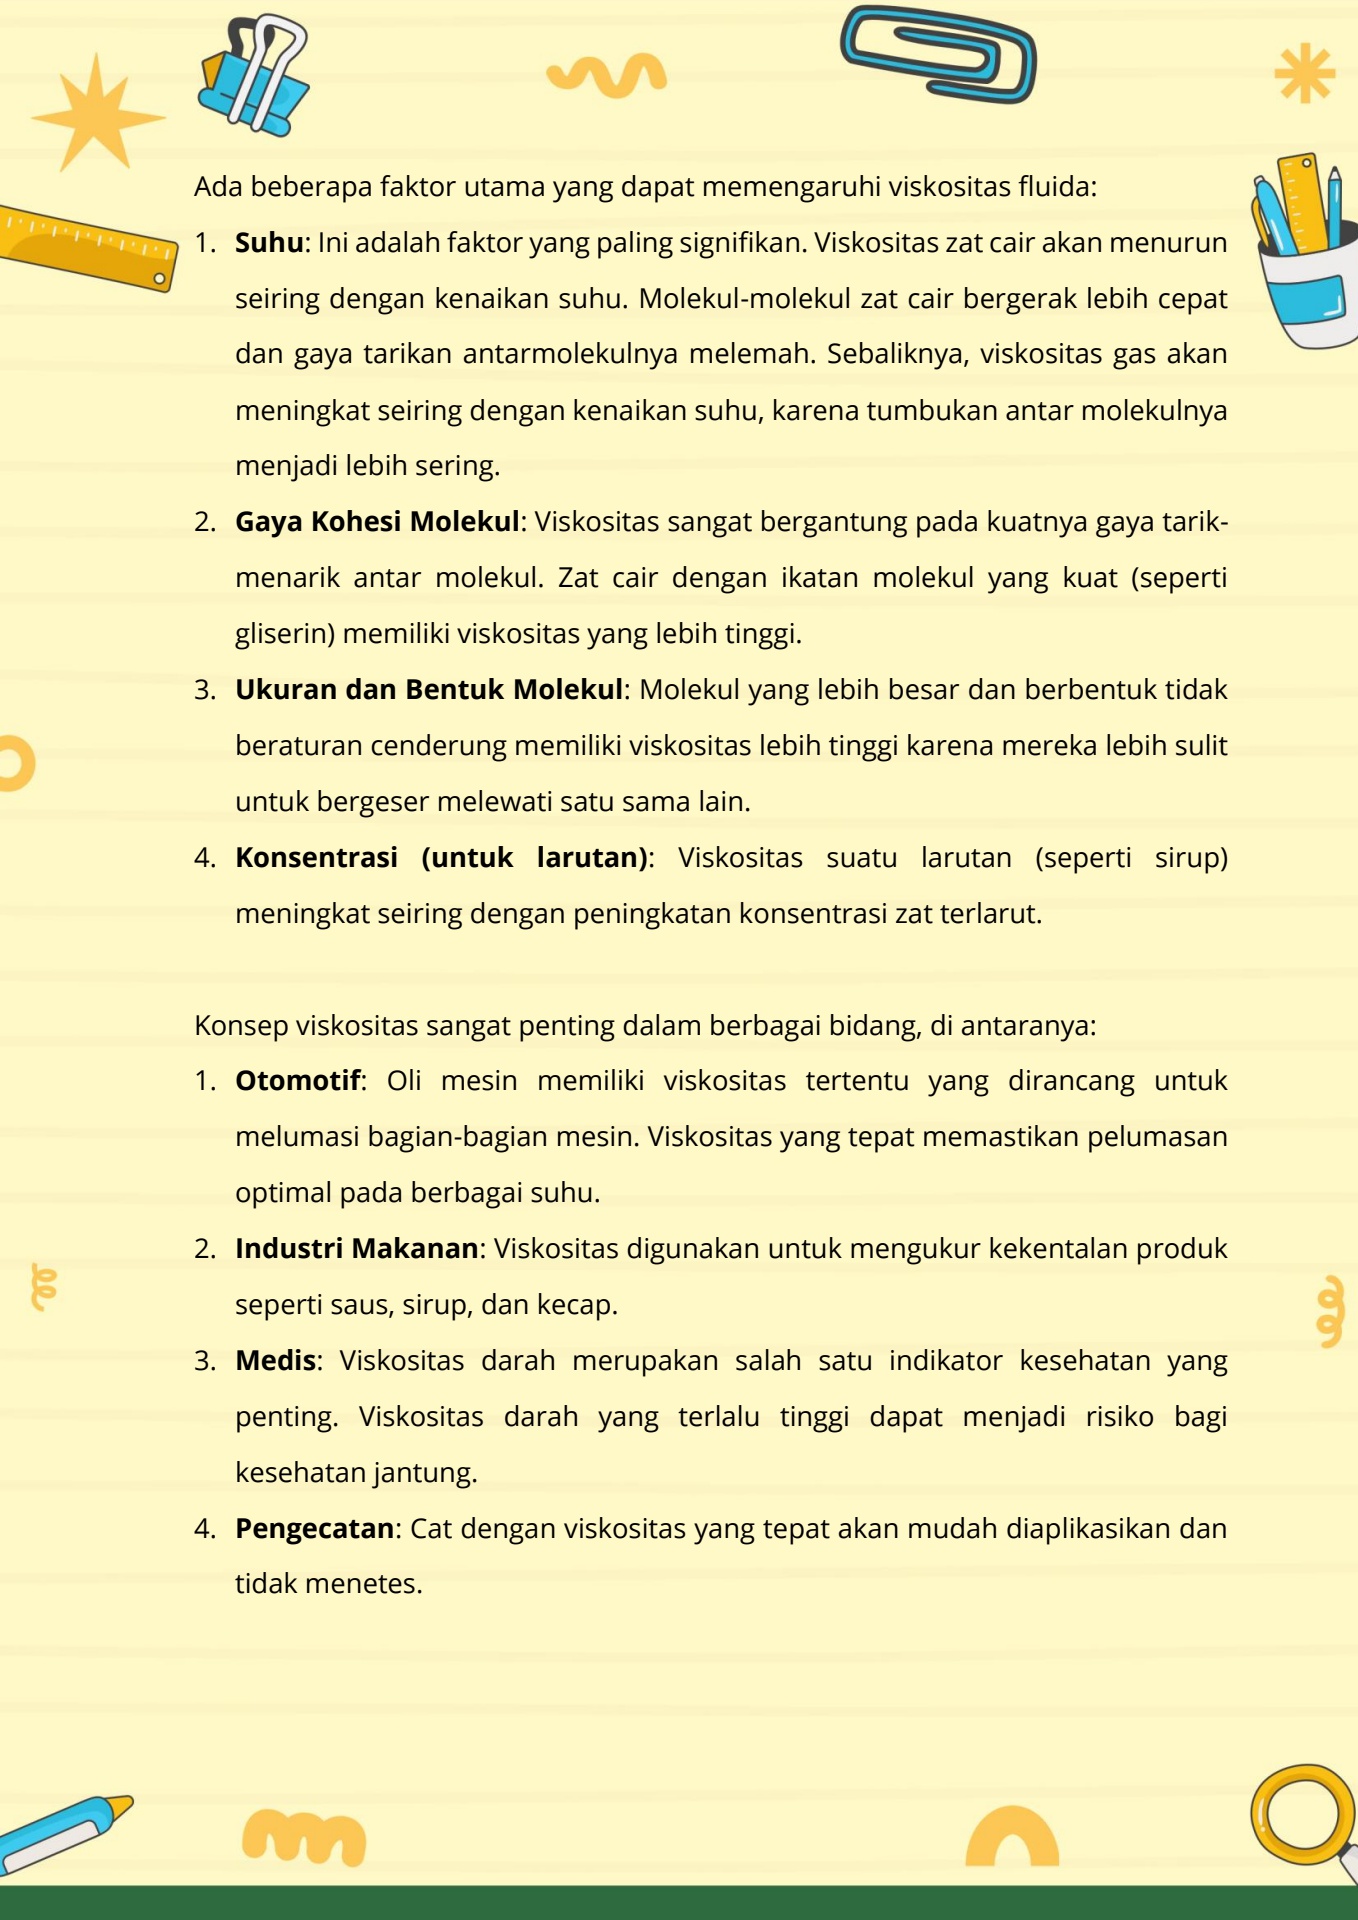 Ada beberapa faktor utama yang dapat memengaruhi viskositas fluida:
1. Suhu: Ini adalah faktor yang paling signifikan. Viskositas zat cair akan menurun
seiring dengan kenaikan suhu. Molekul-molekul zat cair bergerak lebih cepat
dan gaya tarikan antarmolekulnya melemah. Sebaliknya, viskositas gas akan
meningkat seiring dengan kenaikan suhu, karena tumbukan antar molekulnya
menjadi lebih sering.
2. Gaya Kohesi Molekul: Viskositas sangat bergantung pada kuatnya gaya tarik-
menarik antar molekul. Zat cair dengan ikatan molekul yang kuat (seperti
gliserin) memiliki viskositas yang lebih tinggi.
3. Ukuran dan Bentuk Molekul: Molekul yang lebih besar dan berbentuk tidak
beraturan cenderung memiliki viskositas lebih tinggi karena mereka lebih sulit
untuk bergeser melewati satu sama lain.
4. Konsentrasi (untuk larutan): Viskositas suatu larutan (seperti sirup)
meningkat seiring dengan peningkatan konsentrasi zat terlarut.
Konsep viskositas sangat penting dalam berbagai bidang, di antaranya:
1. Otomotif: Oli mesin memiliki viskositas tertentu yang dirancang untuk
melumasi bagian-bagian mesin. Viskositas yang tepat memastikan pelumasan
optimal pada berbagai suhu.
2. Industri Makanan: Viskositas digunakan untuk mengukur kekentalan produk
seperti saus, sirup, dan kecap.
3. Medis: Viskositas darah merupakan salah satu indikator kesehatan yang
penting. Viskositas darah yang terlalu tinggi dapat menjadi risiko bagi
kesehatan jantung.
4. Pengecatan: Cat dengan viskositas yang tepat akan mudah diaplikasikan dan
tidak menetes.